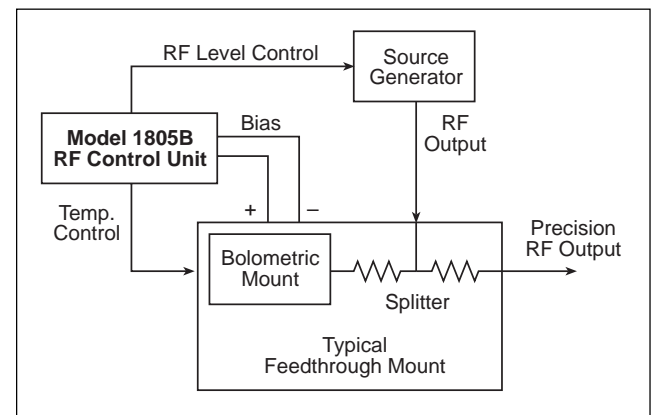 RF Level Control
Source
Generator
Model 1805B
RF Control Unit
Bias
RF
Output
Temp.
Control
+ –
Precision
RF Output
Bolometric
Mount
Splitter
Typical
Feedthrough Mount